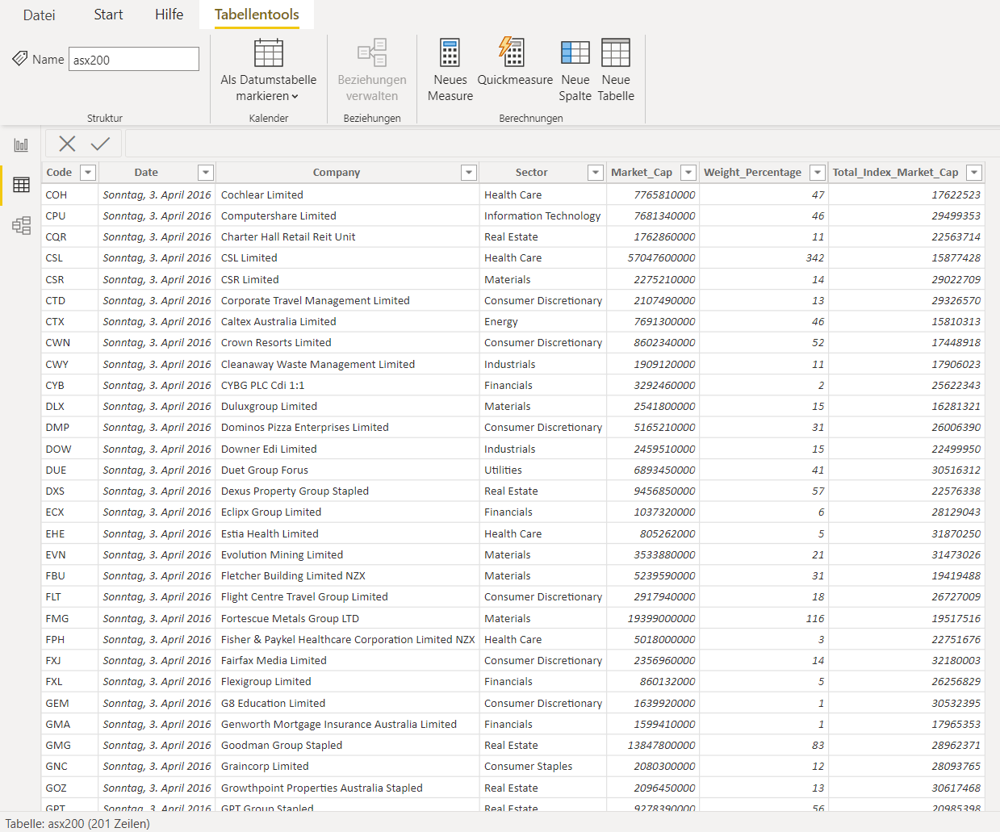 Datei Start Hilfe Tabellentools
Name asx200
Als Datumstabelle markieren
Beziehungen verwalten
Neues Measure
Quickmeasure
Neue Spalte
Neue Tabelle
Struktur Kalender Beziehungen Berechnungen
Code Date Company Sector Market_Cap Weight_Percentage Total_Index_Market_Cap
COH Sonntag, 3. April 2016 Cochlear Limited Health Care 7765810000 47 17622523
CPU Sonntag, 3. April 2016 Computershare Limited Information Technology 7681340000 46 29499353
CQR Sonntag, 3. April 2016 Charter Hall Retail Reit Unit Real Estate 1762860000 11 22563714
CSL Sonntag, 3. April 2016 CSL Limited Health Care 57047600000 342 15877428
CSR Sonntag, 3. April 2016 CSR Limited Materials 2275210000 14 29022709
CTD Sonntag, 3. April 2016 Corporate Travel Management Limited Consumer Discretionary 2107490000 13 29326570
CTX Sonntag, 3. April 2016 Caltex Australia Limited Energy 7691300000 46 15810313
CWN Sonntag, 3. April 2016 Crown Resorts Limited Consumer Discretionary 8602340000 52 17448918
CWY Sonntag, 3. April 2016 Cleanaway Waste Management Limited Industrials 1909120000 11 17906023
CYB Sonntag, 3. April 2016 CYBG PLC Cdi 1:1 Financials 3292460000 2 25622343
DLX Sonntag, 3. April 2016 Duluxgroup Limited Materials 2541800000 15 16281321
DMP Sonntag, 3. April 2016 Dominos Pizza Enterprises Limited Consumer Discretionary 5165210000 31 26006390
DOW Sonntag, 3. April 2016 Downer Edi Limited Industrials 2459510000 15 22499950
DUE Sonntag, 3. April 2016 Duet Group Forus Utilities 6893450000 41 30516312
DXS Sonntag, 3. April 2016 Dexus Property Group Stapled Real Estate 9456850000 57 22576338
ECX Sonntag, 3. April 2016 Eclipx Group Limited Financials 1037320000 6 28129043
EHE Sonntag, 3. April 2016 Estia Health Limited Health Care 805262000 5 31870250
EVN Sonntag, 3. April 2016 Evolution Mining Limited Materials 3533880000 21 31473026
FBU Sonntag, 3. April 2016 Fletcher Building Limited NZX Materials 5239590000 31 19419488
FLT Sonntag, 3. April 2016 Flight Centre Travel Group Limited Consumer Discretionary 2917940000 18 26727009
FMG Sonntag, 3. April 2016 Fortescue Metals Group LTD Materials 19399000000 116 19517516
FPH Sonntag, 3. April 2016 Fisher & Paykel Healthcare Corporation Limited NZX Health Care 5018000000 3 22751676
FXJ Sonntag, 3. April 2016 Fairfax Media Limited Consumer Discretionary 2356960000 14 32180003
FXL Sonntag, 3. April 2016 Flexigroup Limited Financials 860132000 5 26256829
GEM Sonntag, 3. April 2016 G8 Education Limited Consumer Discretionary 1639920000 1 30532395
GMA Sonntag, 3. April 2016 Genworth Mortgage Insurance Australia Limited Financials 1599410000 1 17965353
GMG Sonntag, 3. April 2016 Goodman Group Stapled Real Estate 13847800000 83 28962371
GNC Sonntag, 3. April 2016 Graincorp Limited Consumer Staples 2080300000 12 28093765
GOZ Sonntag, 3. April 2016 Growthpoint Properties Australia Stapled Real Estate 2096450000 13 30617468
GPT Sonntag, 3. April 2016 GPT Group Stapled Real Estate 9278390000 56 20985398
Tabelle: asx200 (201 Zeilen)